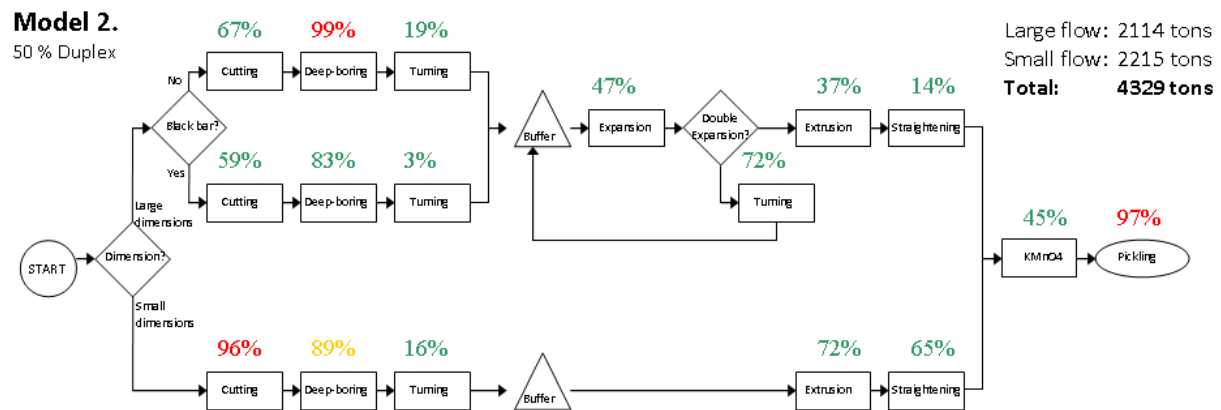 Model 2.
50 % Duplex
Large flow: 2114 tons
Small flow: 2215 tons
Total: 4329 tons
67% 99% 19%
Cutting Deep-boring Turning
No
Black bar?
Yes
59% 83% 3%
Cutting Deep-boring Turning
47% 37% 14%
Buffer Expansion Double Expansion? Extrusion Straightening
72%
Turning
Large
dimensions
START Dimension?
Small
dimensions
45% 97%
KMnO4 Pickling
96% 89% 16% 72% 65%
Cutting Deep-boring Turning Buffer Extrusion Straightening